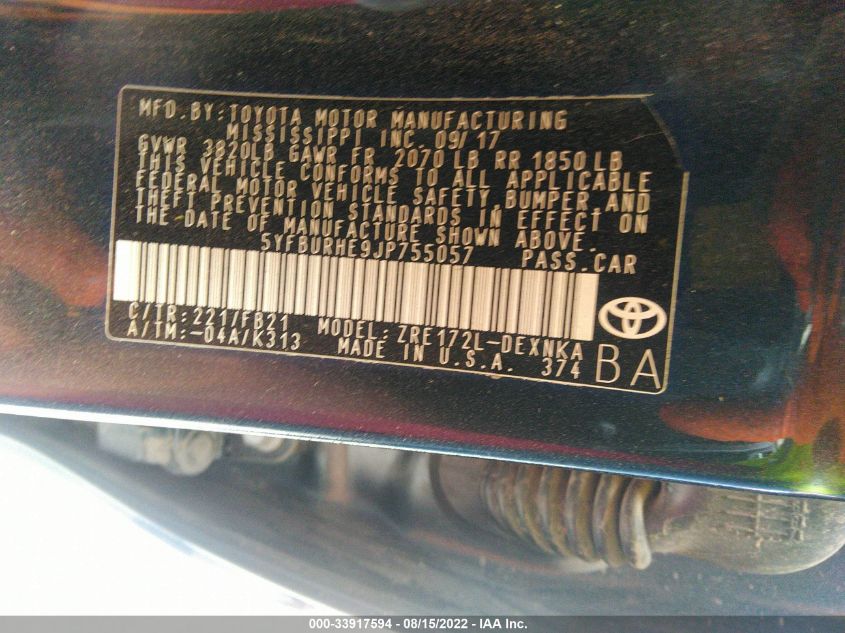 MFD. BY: TOYOTA MOTOR MANUFACTURING
MISSISSIPPI INC. 09/17
GVWR 3820LB GAWR FR 2070 LB RR 1850 LB
THIS VEHICLE CONFORMS TO ALL APPLICABLE
FEDERAL MOTOR VEHICLE SAFETY, BUMPER AND
THEFT PREVENTION STANDARDS IN EFFECT ON
THE DATE OF MANUFACTURE SHOWN ABOVE.
5YFBURHE9JP755057 PASS. CAR
C/TR: 221/FB21 MODEL: ZRE172L-DEXNKA
A/TM: -04A/K313 MADE IN U.S.A. 374
BA
000-33917594 - 08/15/2022 - IAA Inc.